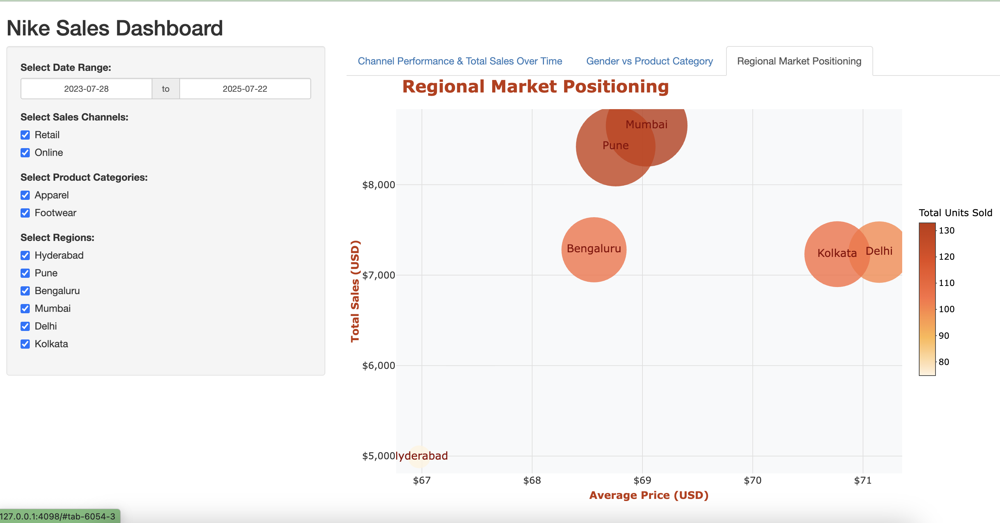 Nike Sales Dashboard
Select Date Range:
2023-07-28 to 2025-07-22
Select Sales Channels:
Retail
Online
Select Product Categories:
Apparel
Footwear
Select Regions:
Hyderabad
Pune
Bengaluru
Mumbai
Delhi
Kolkata
Channel Performance & Total Sales Over Time
Gender vs Product Category
Regional Market Positioning
Regional Market Positioning
Total Sales (USD)
$8,000
$7,000
$6,000
$5,000
Mumbai
Pune
Bengaluru
Kolkata
Delhi
yderabad
$67
$68
$69
$70
$71
Average Price (USD)
Total Units Sold
130
120
110
100
90
80
127.0.0.1:4098/#tab-6054-3